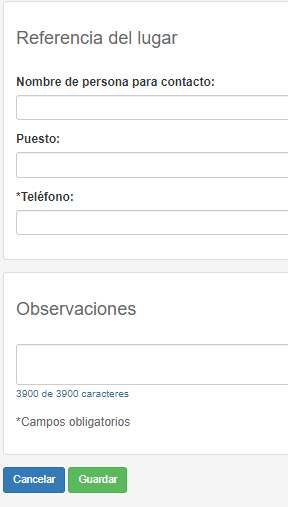 Referencia del lugar
Nombre de persona para contacto:
Puesto:
*Teléfono:
Observaciones
3900 de 3900 caracteres
*Campos obligatorios
Cancelar Guardar